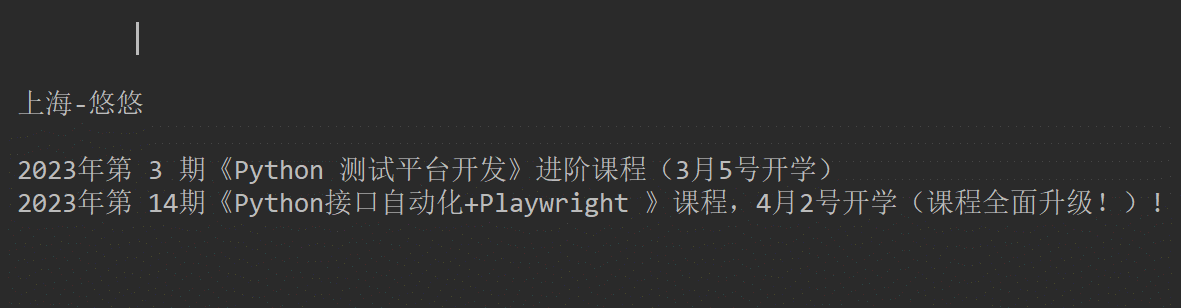 上海-悠悠
2023年第 3 期《Python 测试平台开发》进阶课程（3月5号开学）
2023年第 14期《Python接口自动化+Playwright 》课程，4月2号开学（课程全面升级！）!